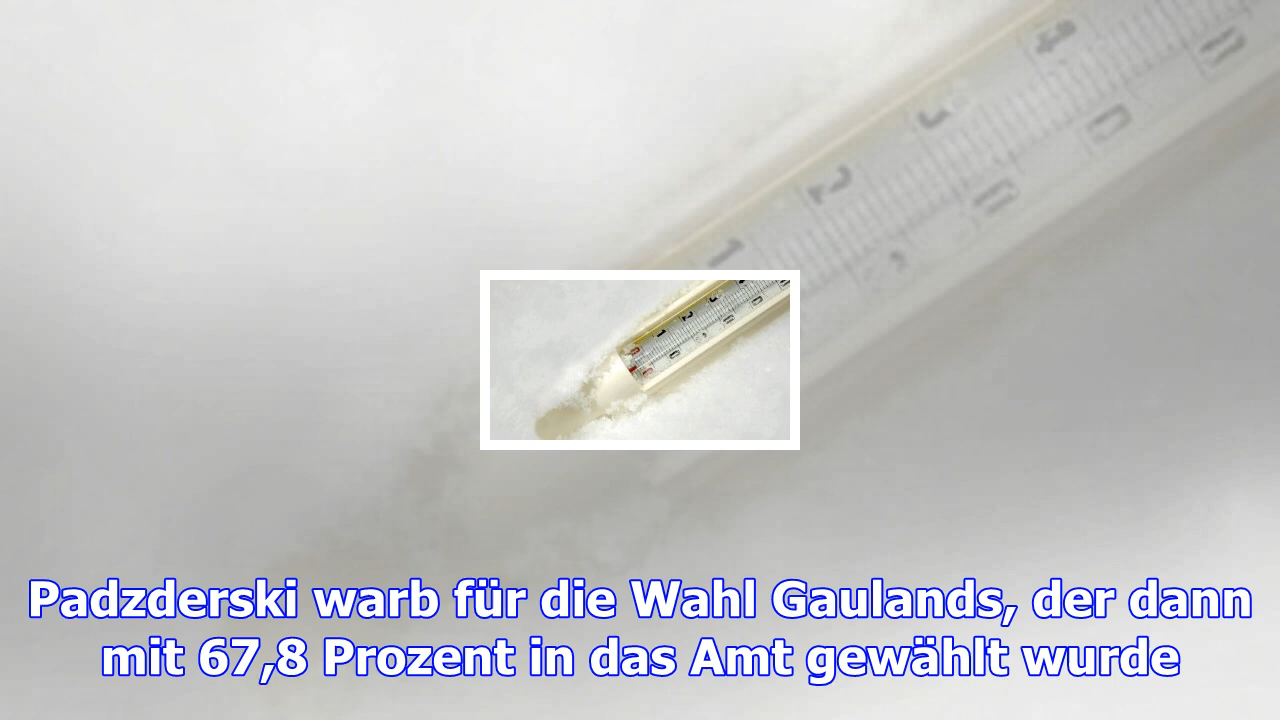 Padzderski warb für die Wahl Gaulands, der dann
mit 67,8 Prozent in das Amt gewählt wurde